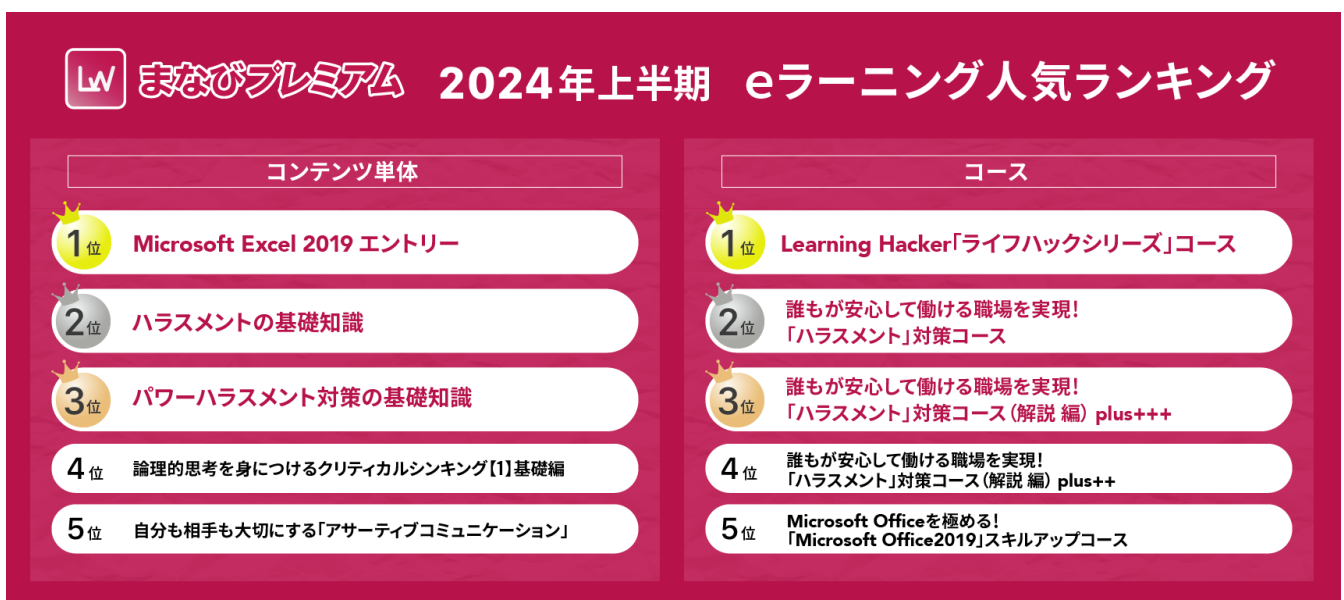 LW まなびプレミアム 2024年上半期 eラーニング人気ランキング
コンテンツ単体
1位 Microsoft Excel 2019 エントリー
2位 ハラスメントの基礎知識
3位 パワーハラスメント対策の基礎知識
4位 論理的思考を身につけるクリティカルシンキング【1】基礎編
5位 自分も相手も大切にする「アサーティブコミュニケーション」
コース
1位 Learning Hacker「ライフハックシリーズ」コース
2位 誰もが安心して働ける職場を実現!
「ハラスメント」対策コース
3位 誰もが安心して働ける職場を実現!
「ハラスメント」対策コース（解説 編） plus+++
4位 誰もが安心して働ける職場を実現!
「ハラスメント」対策コース（解説 編） plus++
5位 Microsoft Officeを極める!
「Microsoft Office2019」スキルアップコース